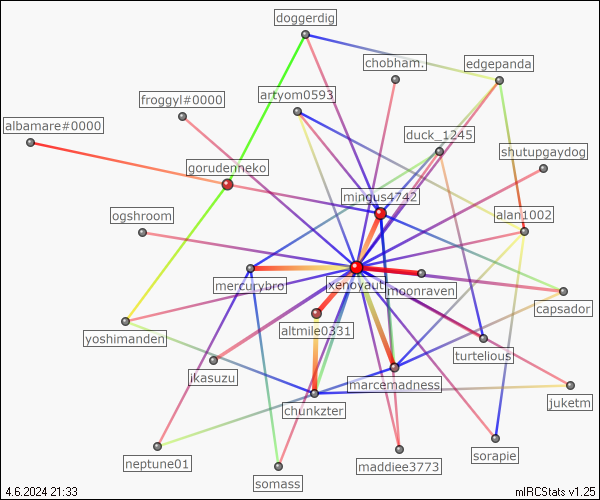 doggerdig
chobham.
edgepanda
froggyl#0000
artyom0593
albamare#0000
duck_1245
shutupgaydog
gorudenneko
mingus4742
ogshroom
alan1002
mercurybro
xenoyaut
moonraven
capsador
yoshimanden
altmile0331
turtelious
ikasuzu
marcemadness
chunkzter
juketm
neptune01
somass
maddiee3773
sorapie
4.6.2024 21:33
mIRCStats v1.25